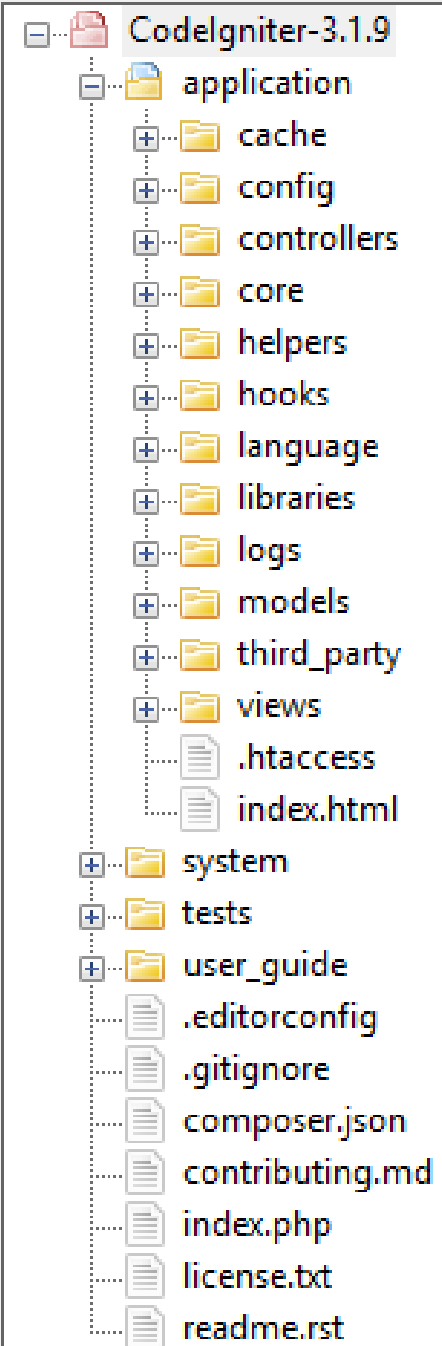 CodeIgniter-3.1.9
application
cache
config
controllers
core
helpers
hooks
language
libraries
logs
models
third_party
views
.htaccess
index.html
system
tests
user_guide
.editorconfig
.gitignore
composer.json
contributing.md
index.php
license.txt
readme.rst